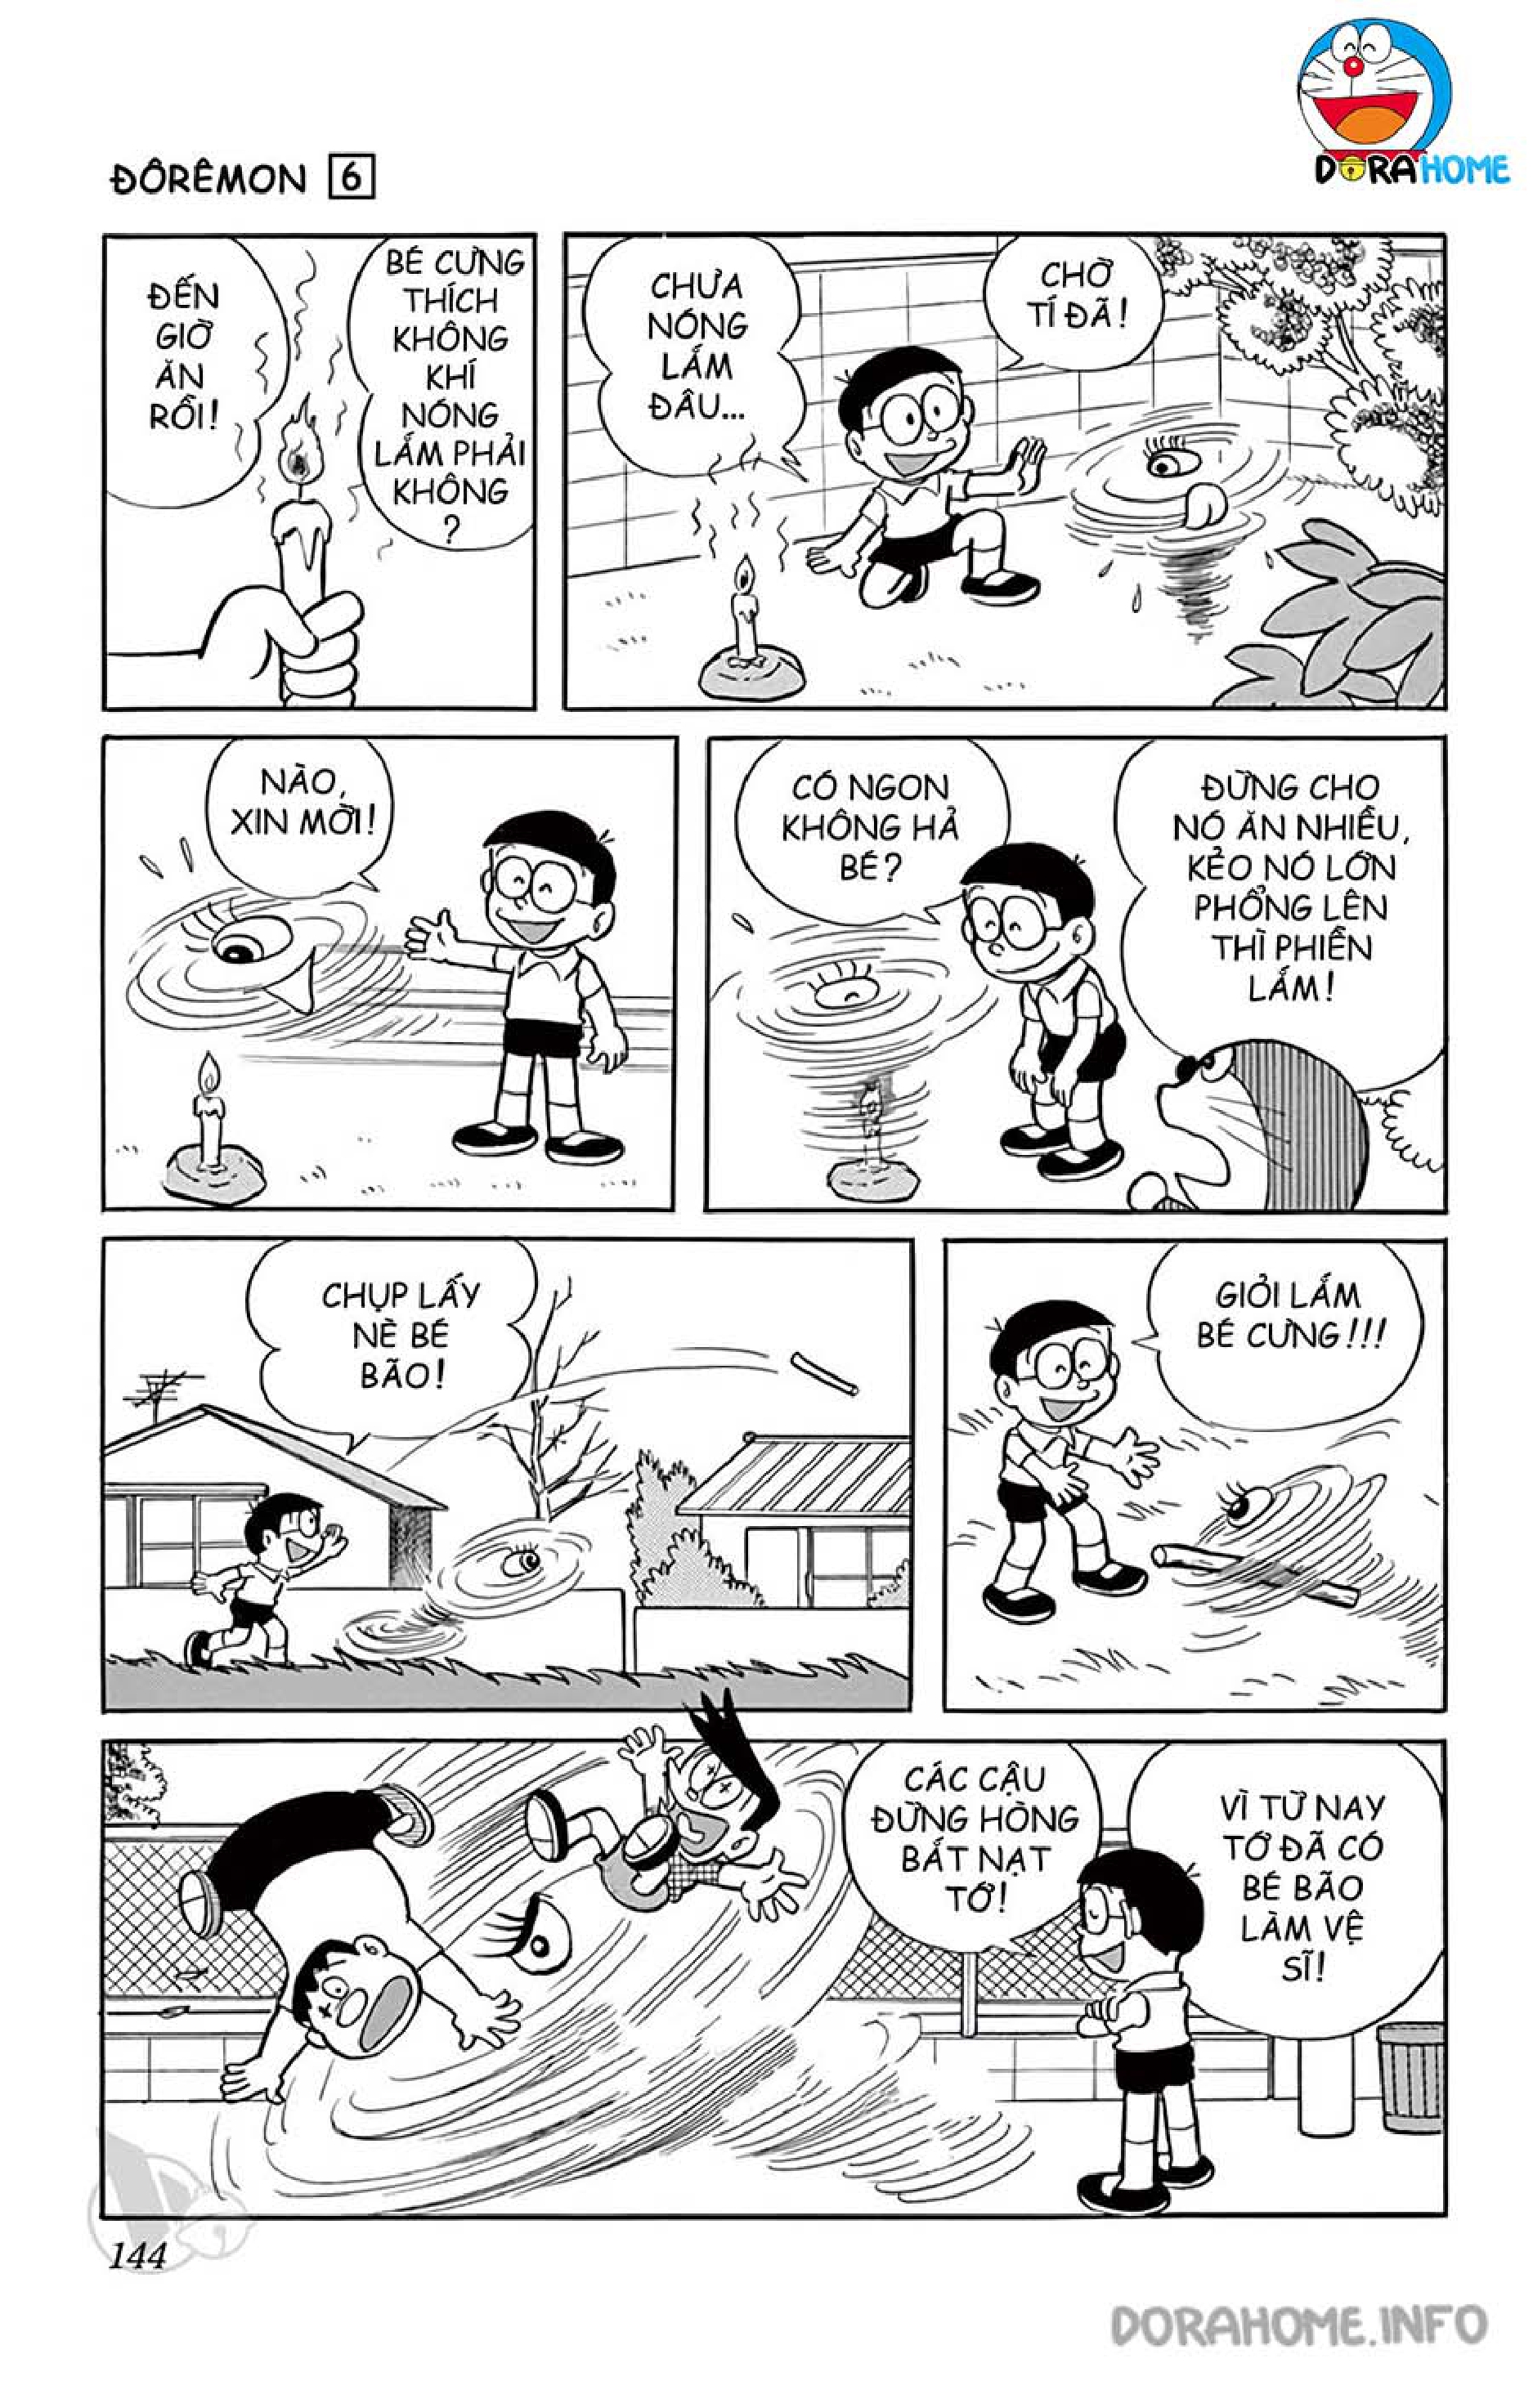 DORAHOME
ĐÔRÊMON 6
ĐẾN
GIỜ
ĂN
RỒI!
BÉ CƯNG
THÍCH
KHÔNG
KHÍ
NÓNG
LẮM PHẢI
KHÔNG
?
CHƯA
NÓNG
LẮM
ĐÂU...
CHỜ
TÍ ĐÃ!
NÀO,
XIN MỜI!
CÓ NGON
KHÔNG HẢ
BÉ?
ĐỪNG CHO
NÓ ĂN NHIỀU,
KẺO NÓ LỚN
PHỔNG LÊN
THÌ PHIỀN
LẮM!
CHỤP LẤY
NÈ BÉ
BÃO!
GIỎI LẮM
BÉ CƯNG!!!
CÁC CẬU
ĐỪNG HÒNG
BẮT NẠT
TỚ!
VÌ TỪ NAY
TỚ ĐÃ CÓ
BÉ BÃO
LÀM VỆ
SĨ!
144
DORAHOME.INFO